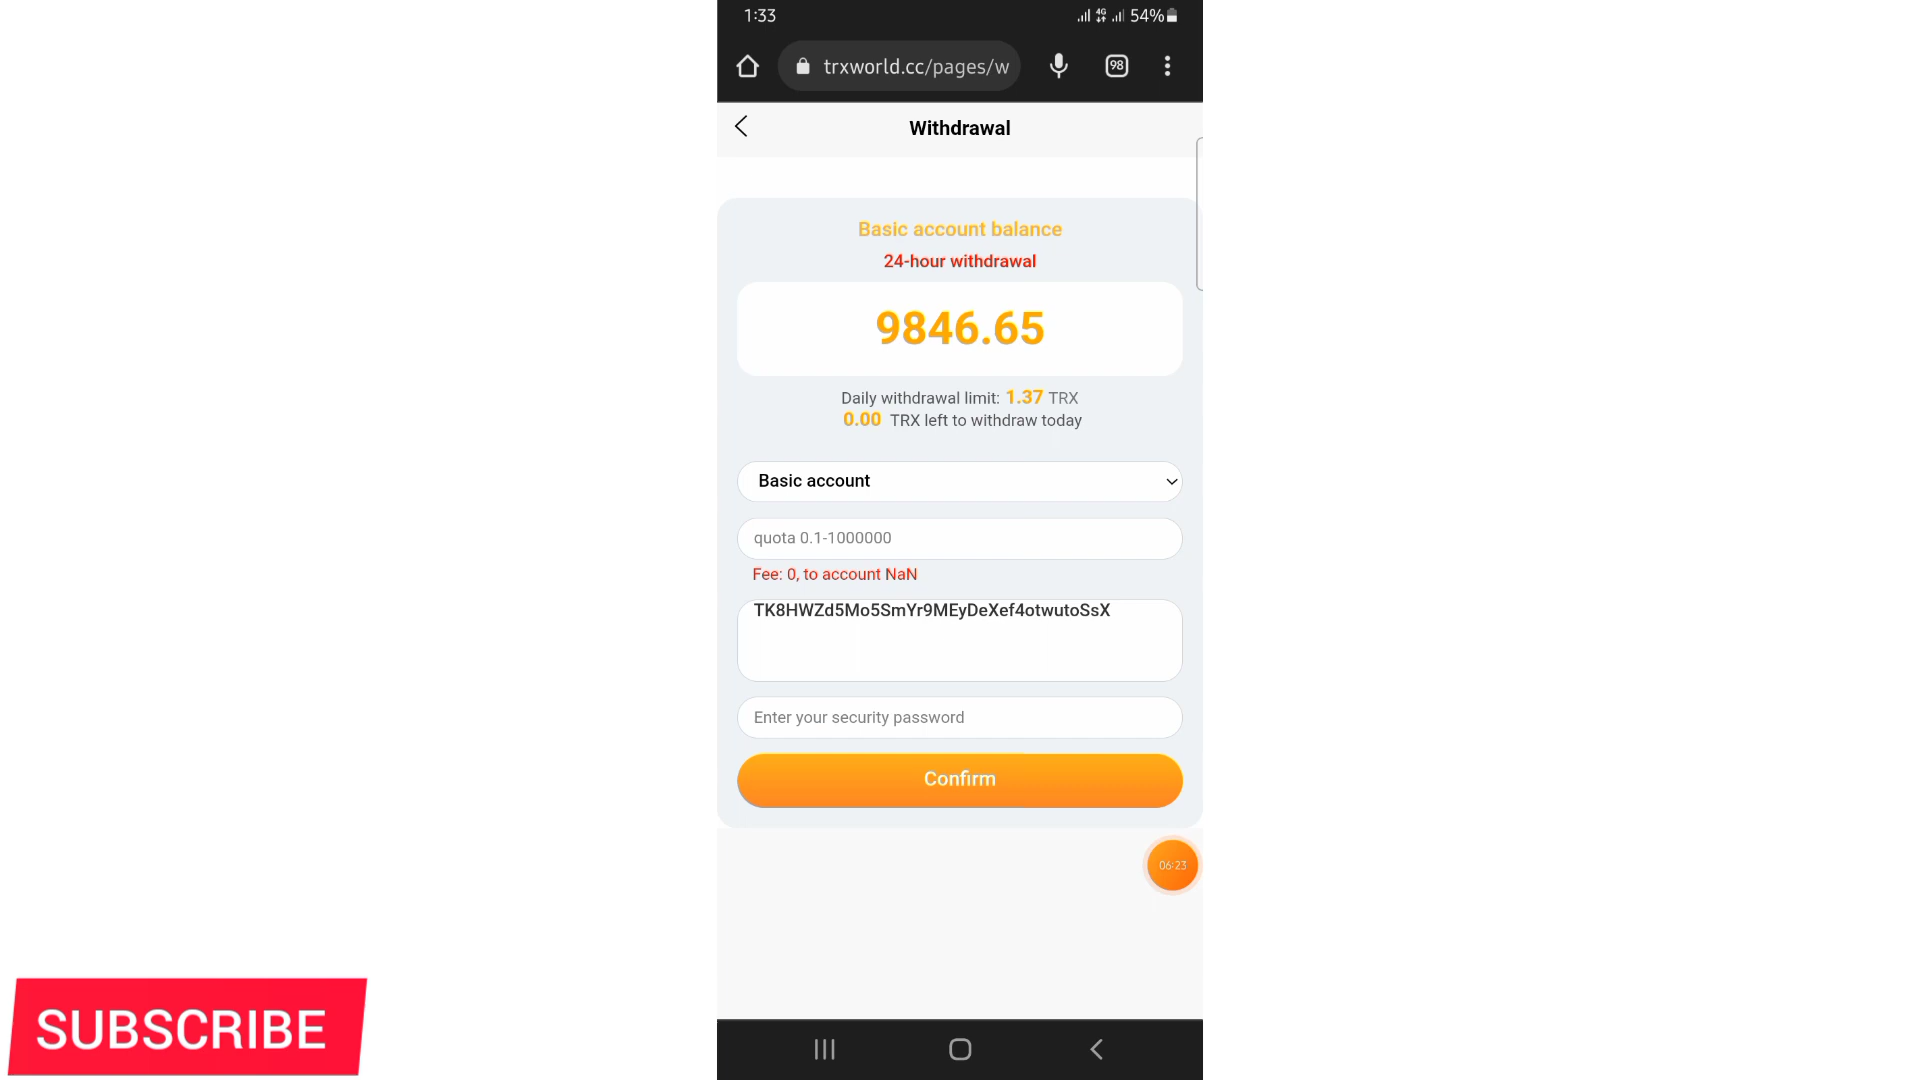 1:33
4G 54%
trxworld.cc/pages/w
98
Withdrawal
Basic account balance
24-hour withdrawal
9846.65
Daily withdrawal limit: 1.37 TRX
0.00 TRX left to withdraw today
Basic account
quota 0.1-1000000
Fee: 0, to account NaN
TK8HWZd5Mo5SmYr9MEyDeXef4otwutoSsX
Enter your security password
Confirm
06:23
SUBSCRIBE